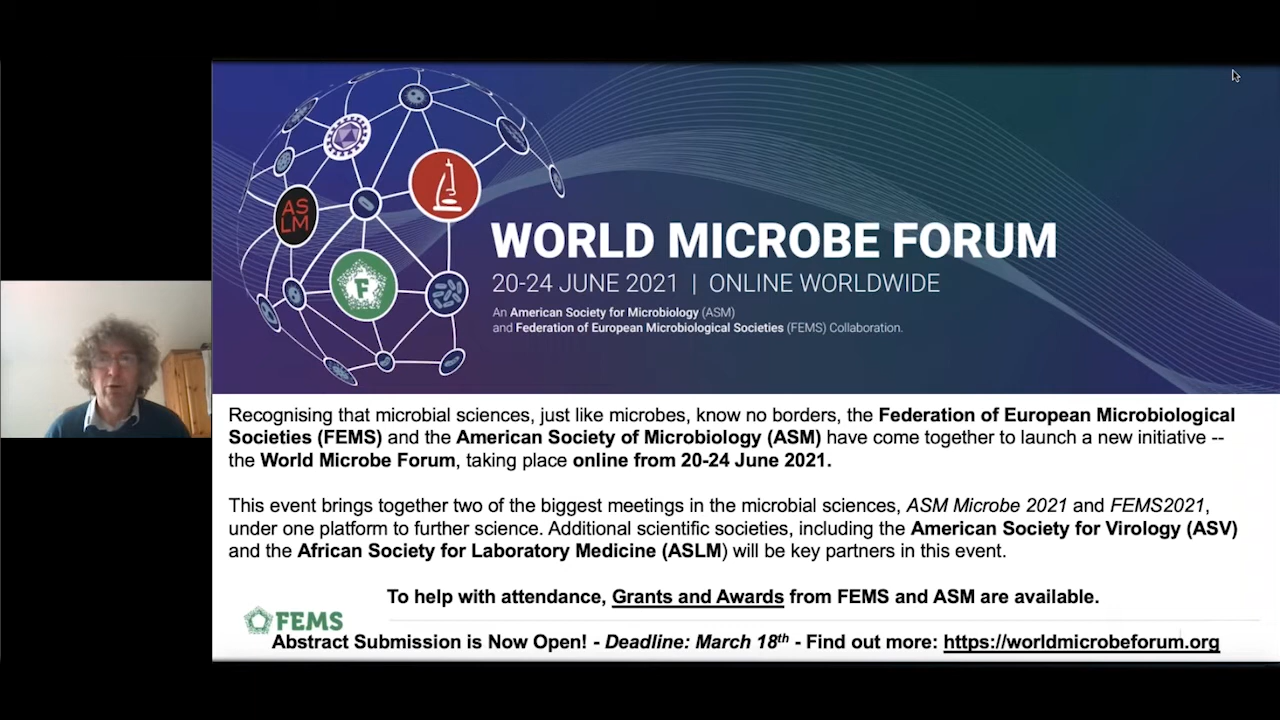 AS
LM
F
WORLD MICROBE FORUM
20-24 JUNE 2021 | ONLINE WORLDWIDE
An American Society for Microbiology (ASM)
and Federation of European Microbiological Societies (FEMS) Collaboration.
Recognising that microbial sciences, just like microbes, know no borders, the Federation of European Microbiological
Societies (FEMS) and the American Society of Microbiology (ASM) have come together to launch a new initiative --
the World Microbe Forum, taking place online from 20-24 June 2021.
This event brings together two of the biggest meetings in the microbial sciences, ASM Microbe 2021 and FEMS2021,
under one platform to further science. Additional scientific societies, including the American Society for Virology (ASV)
and the African Society for Laboratory Medicine (ASLM) will be key partners in this event.
To help with attendance, Grants and Awards from FEMS and ASM are available.
FEMS
Abstract Submission is Now Open! - Deadline: March 18th - Find out more: https://worldmicrobeforum.org